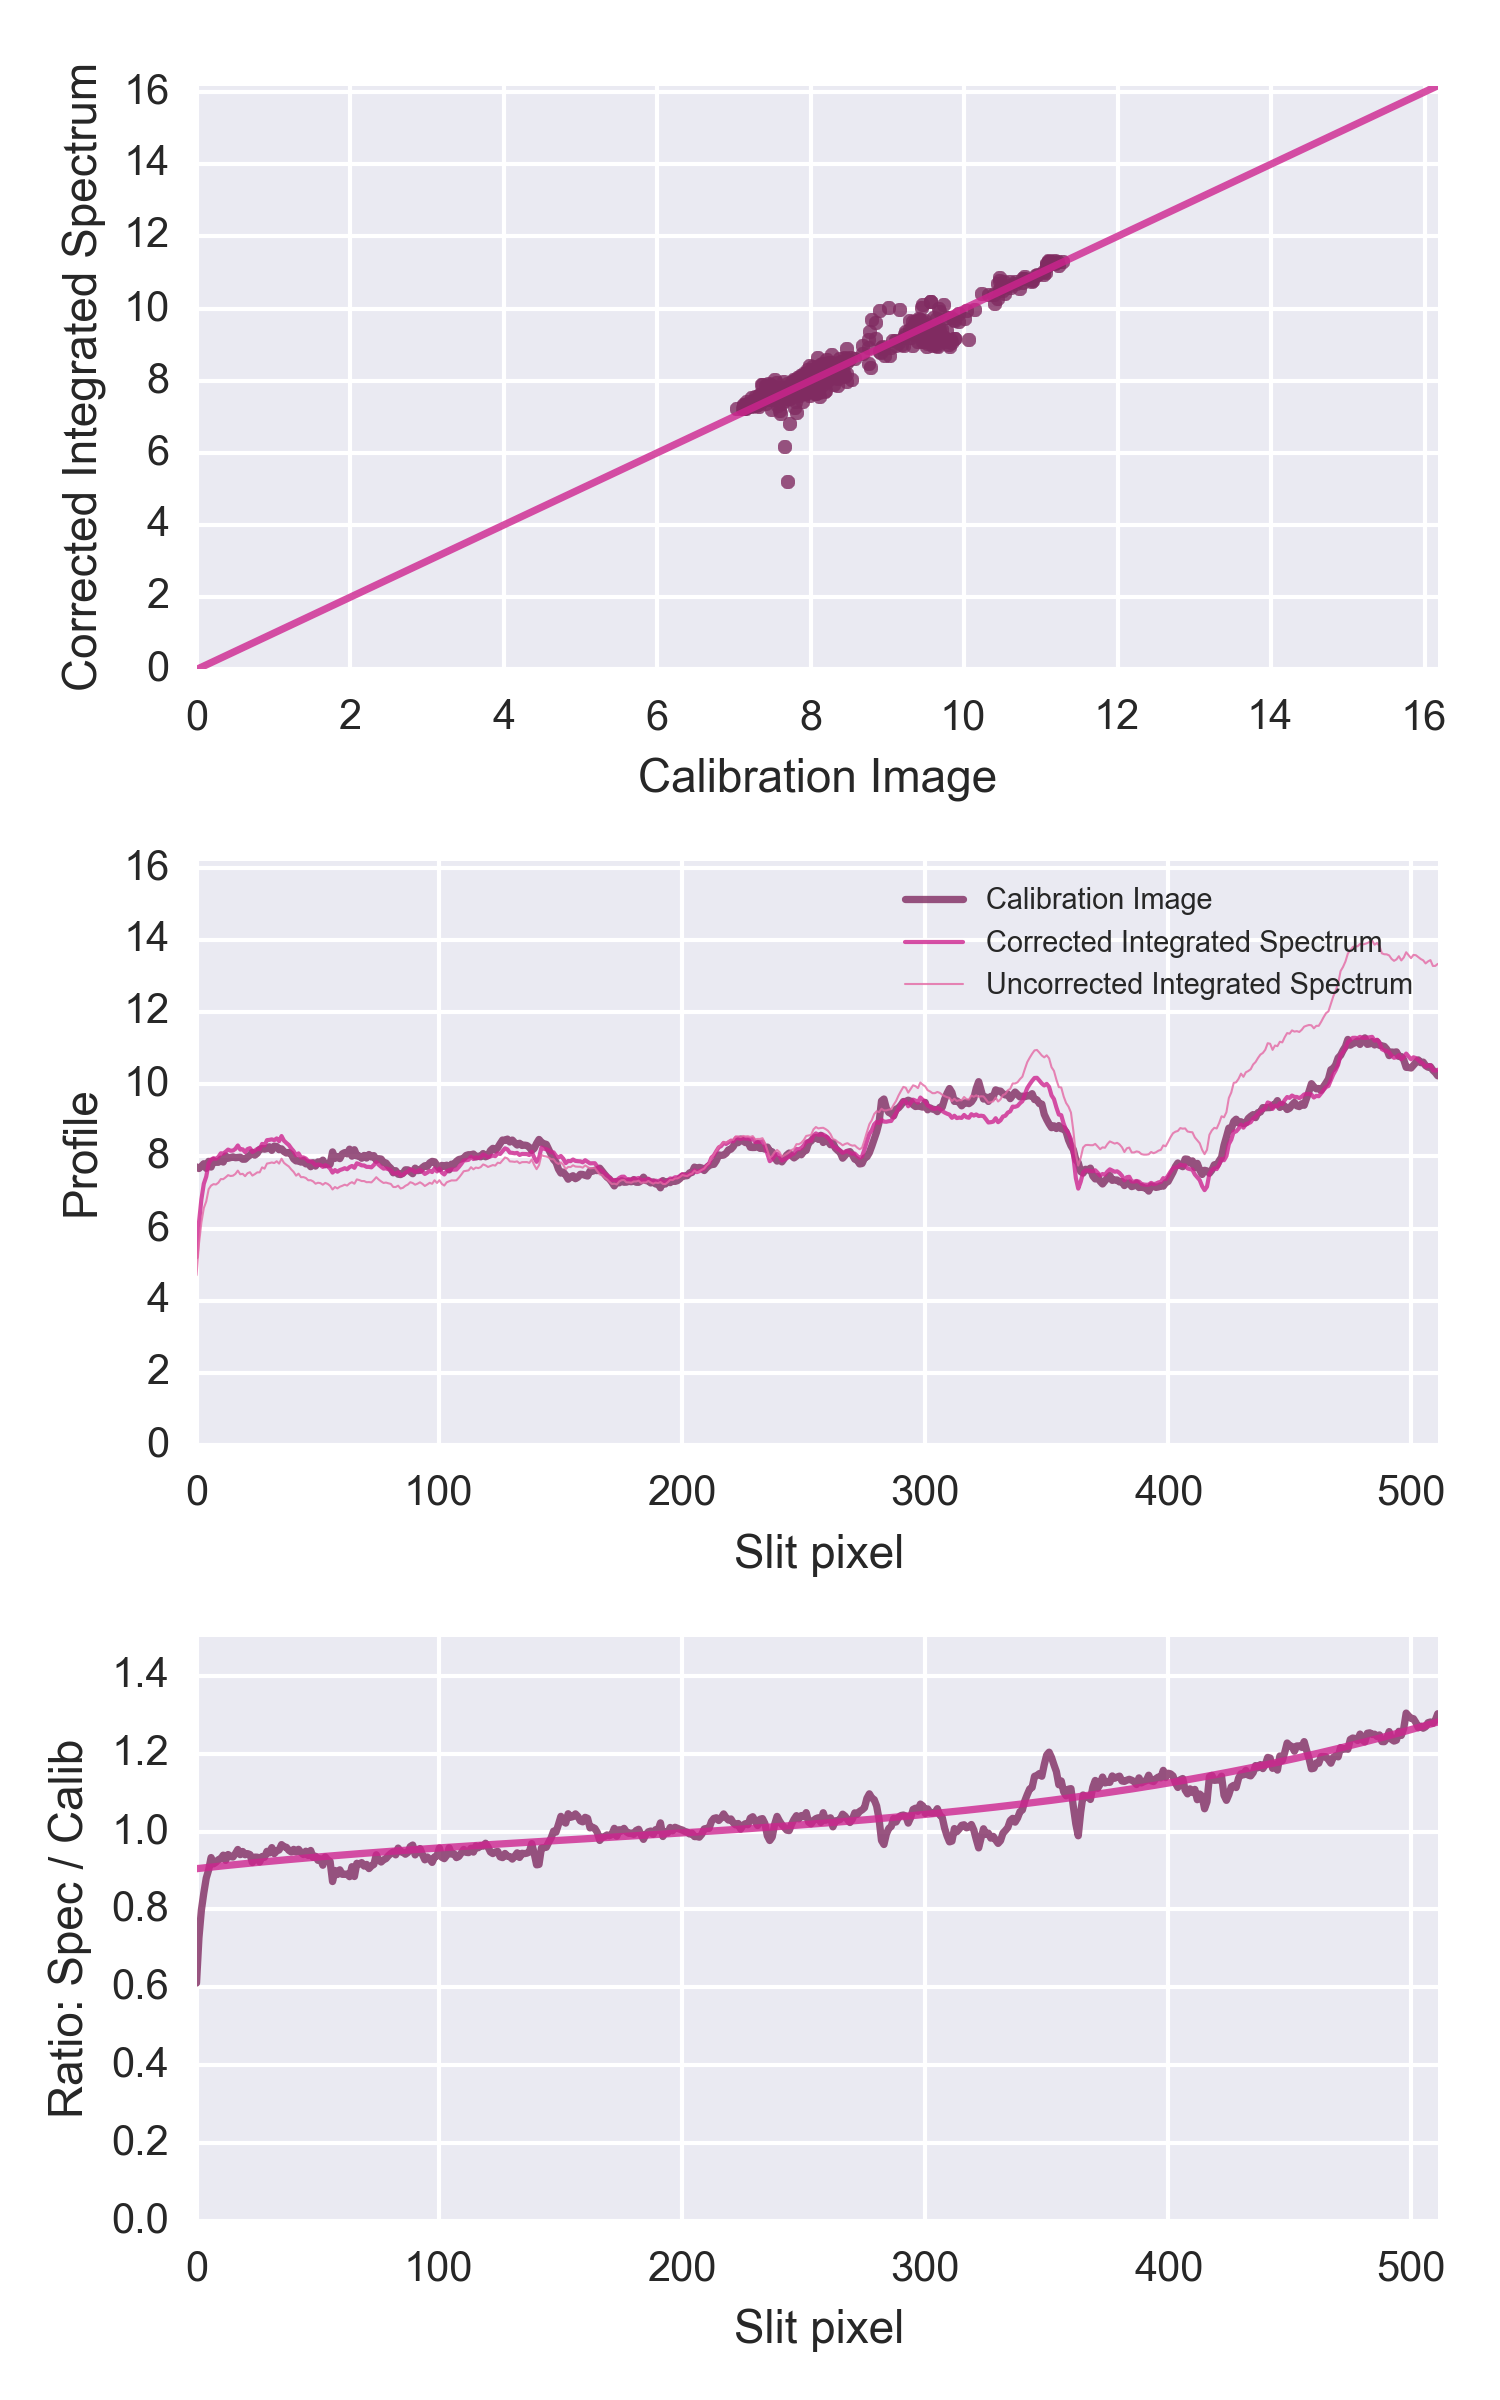 Corrected Integrated Spectrum
16
14
12
10
8
6
4
2
0
0 2 4 6 8 10 12 14 16
Calibration Image
Profile
16
14
12
10
8
6
4
2
0
Calibration Image
Corrected Integrated Spectrum
Uncorrected Integrated Spectrum
0 100 200 300 400 500
Slit pixel
Ratio: Spec / Calib
1.4
1.2
1.0
0.8
0.6
0.4
0.2
0.0
0 100 200 300 400 500
Slit pixel